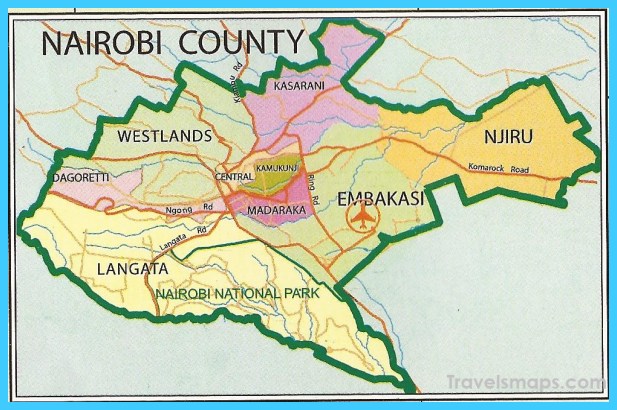 NAIROBI COUNTY
Kiambu Rd
KASARANI
WESTLANDS
NJIRU
KAMUKUNJI
Komarock Road
DAGORETTI
CENTRAL
Ring Rd
EMBAKASI
Ngong Rd
MADARAKA
Langata Rd
LANGATA
NAIROBI NATIONAL PARK
Travelsmaps.com